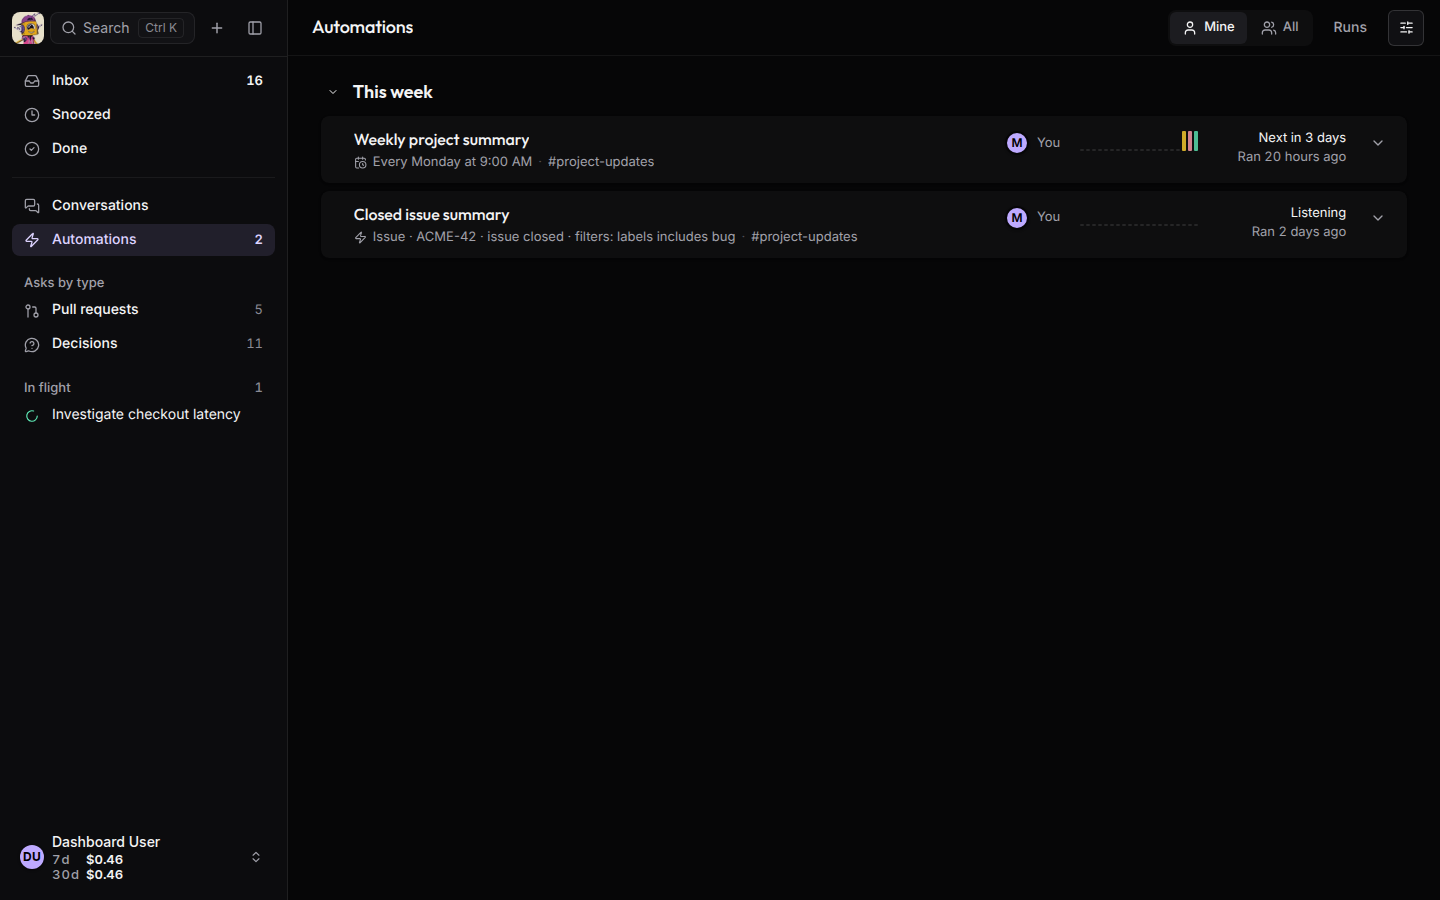 Search Ctrl K
Inbox 16
Snoozed
Done
Conversations
Automations 2
Asks by type
Pull requests 5
Decisions 11
In flight 1
Investigate checkout latency
DU Dashboard User
7d $0.46
30d $0.46
Automations
Mine All Runs
This week
Weekly project summary
Every Monday at 9:00 AM · #project-updates
M You
Next in 3 days
Ran 20 hours ago
Closed issue summary
Issue · ACME-42 · issue closed · filters: labels includes bug · #project-updates
M You
Listening
Ran 2 days ago